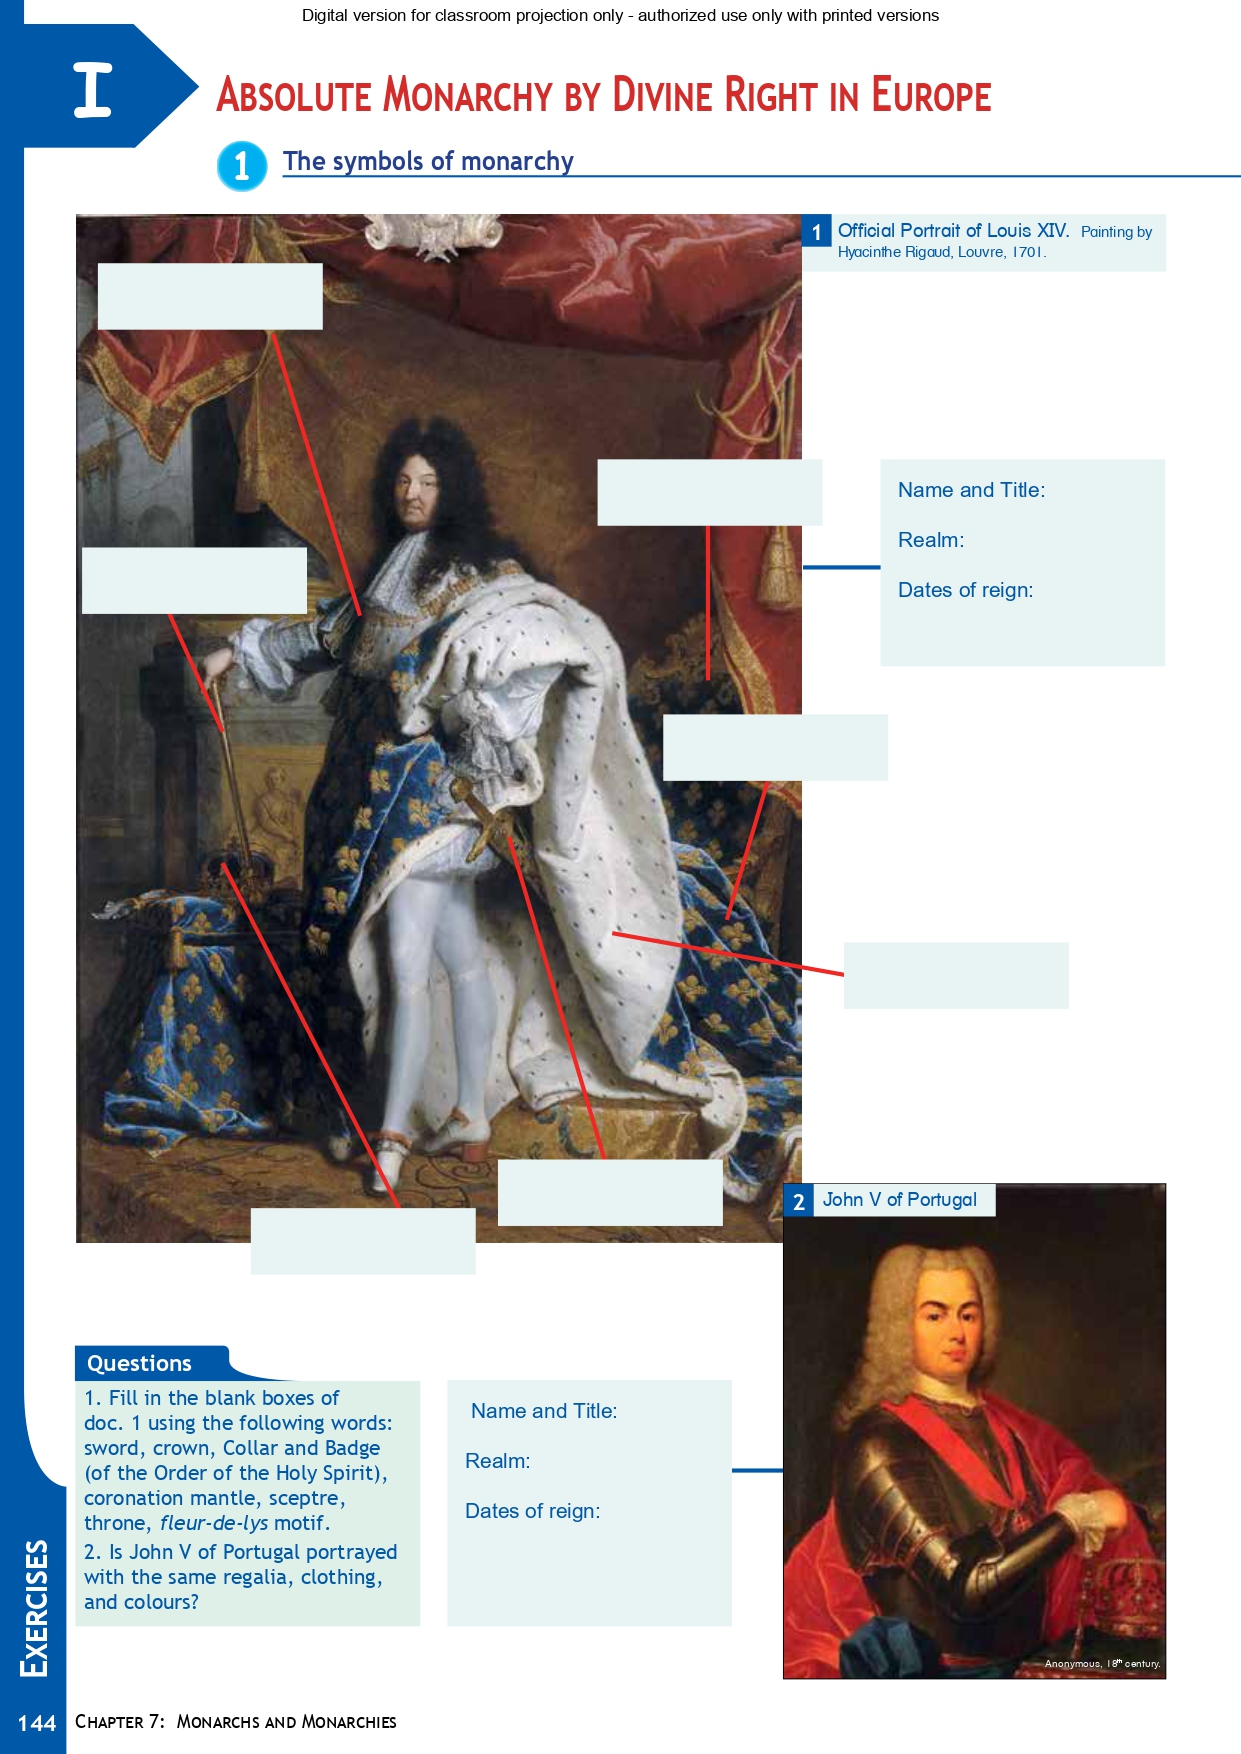 Digital version for classroom projection only - authorized use only with printed versions
I
ABSOLUTE MONARCHY BY DIVINE RIGHT IN EUROPE
1
The symbols of monarchy
1 Official Portrait of Louis XIV. Painting by
Hyacinthe Rigaud, Louvre, 1701.
Name and Title:
Realm:
Dates of reign:
2 John V of Portugal
Questions
1. Fill in the blank boxes of
doc. 1 using the following words:
sword, crown, Collar and Badge
(of the Order of the Holy Spirit),
coronation mantle, sceptre,
throne, fleur-de-lys motif.
2. Is John V of Portugal portrayed
with the same regalia, clothing,
and colours?
Name and Title:
Realm:
Dates of reign:
Anonymous, 18th century.
EXERCISES
144 CHAPTER 7: MONARCHS AND MONARCHIES